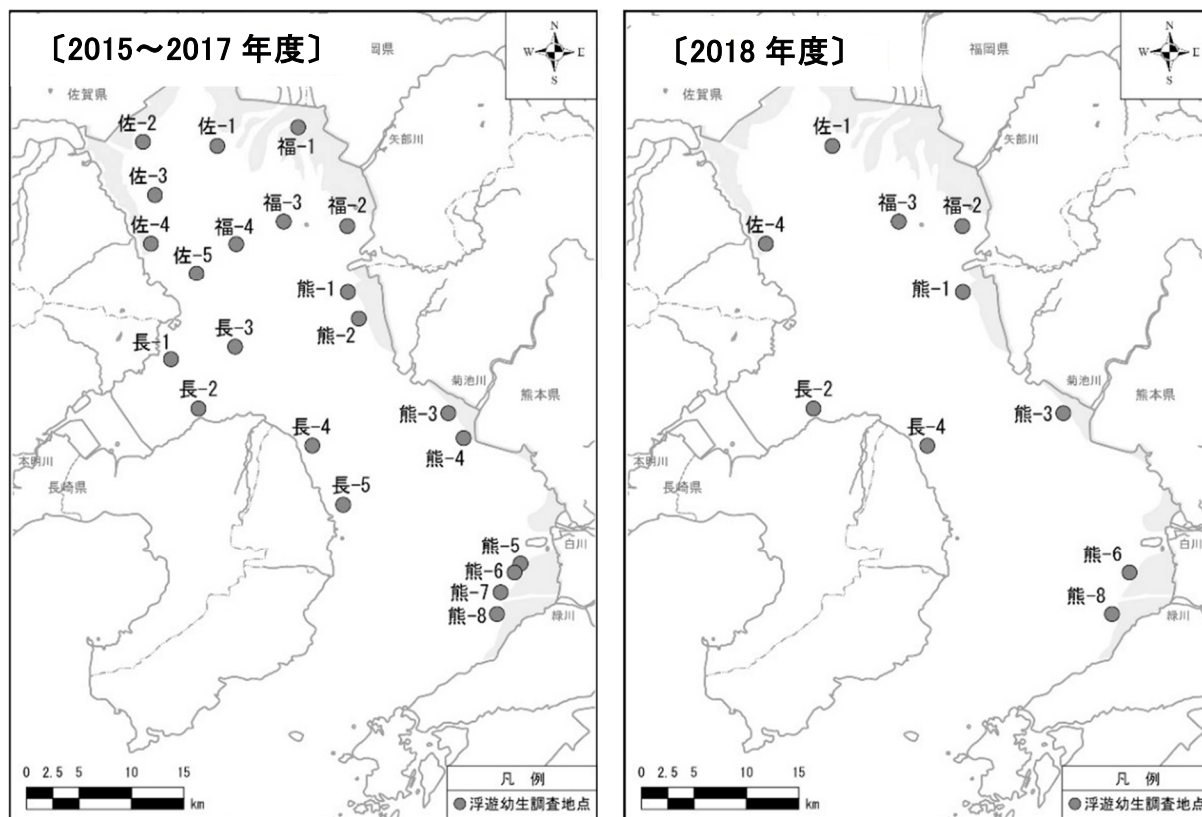 〔2015～2017 年度〕
岡県
N
W E
S
佐賀県
佐-2
佐-1
福-1
矢部川
佐-3
福-3
福-2
佐-4
福-4
佐-5
熊-1
熊-2
長-3
長-1
菊池川
熊本県
長-2
熊-3
長-4
熊-4
本明川
長崎県
長-5
熊-5
白川
熊-6
熊-7
熊-8
緑川
0 2.5 5 10 15
km
凡 例
浮遊幼生調査地点
〔2018 年度〕
福岡県
N
W E
S
佐賀県
佐-1
矢部川
福-3
福-2
佐-4
熊-1
菊池川
熊本県
長-2
熊-3
長-4
本明川
長崎県
白川
熊-6
熊-8
緑川
0 2.5 5 10 15
km
凡 例
浮遊幼生調査地点